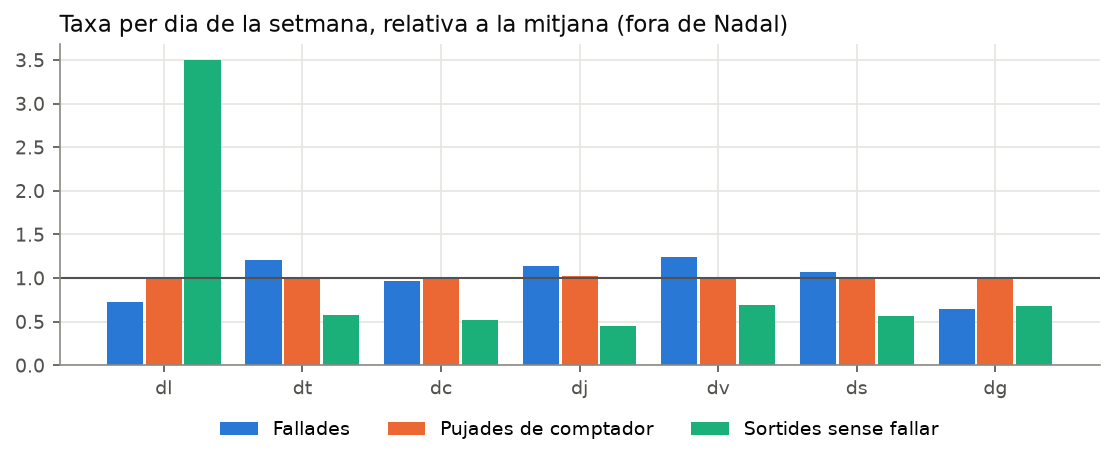 Taxa per dia de la setmana, relativa a la mitjana (fora de Nadal)
3.5
3.0
2.5
2.0
1.5
1.0
0.5
0.0
dl dt dc dj dv ds dg
Fallades Pujades de comptador Sortides sense fallar